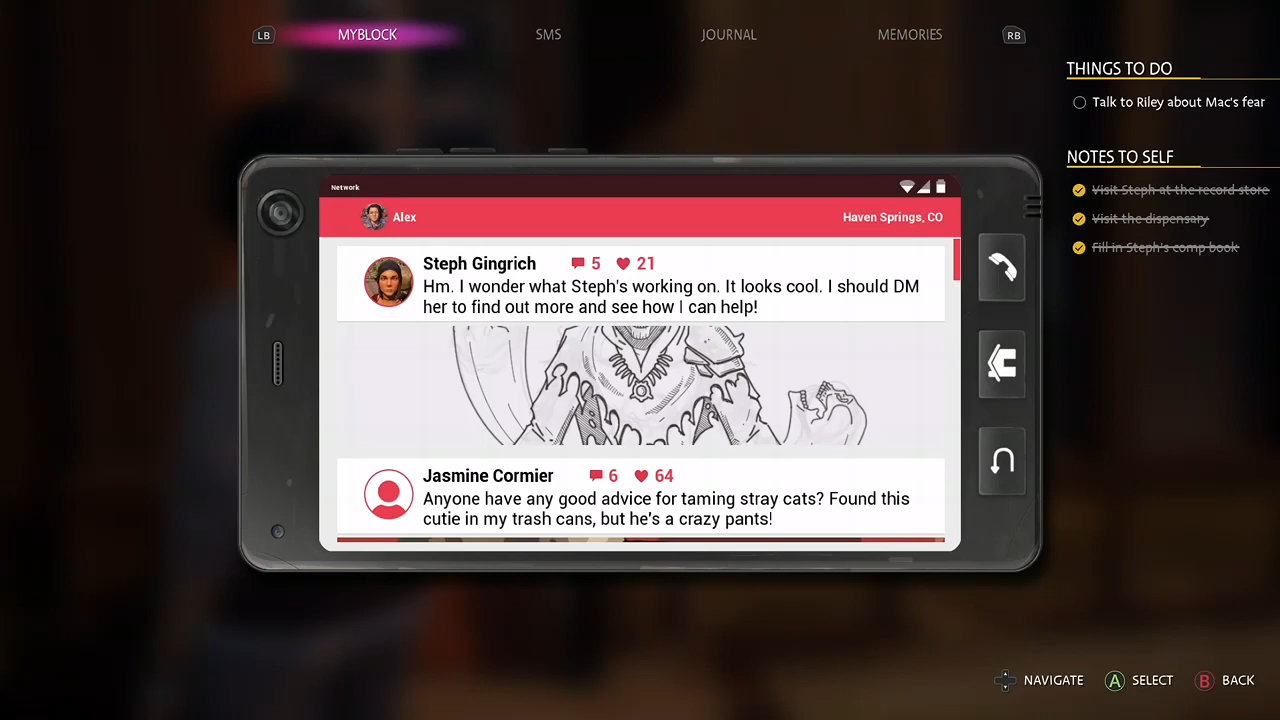 LB MYBLOCK SMS JOURNAL MEMORIES RB
THINGS TO DO
Talk to Riley about Mac's fear
NOTES TO SELF
Visit Steph at the record store
Visit the dispensary
Fill in Steph's comp book
Network
Alex Haven Springs, CO
Steph Gingrich 5 21
Hm. I wonder what Steph's working on. It looks cool. I should DM
her to find out more and see how I can help!
Jasmine Cormier 6 64
Anyone have any good advice for taming stray cats? Found this
cutie in my trash cans, but he's a crazy pants!
NAVIGATE A SELECT B BACK